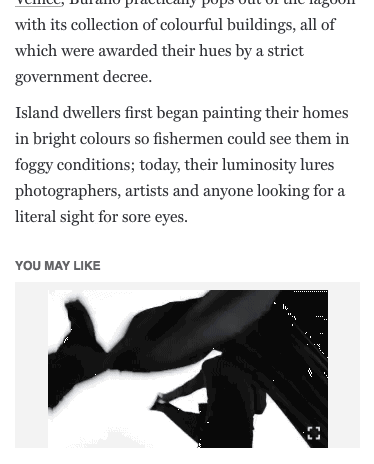 Venice, Burano practically pops out of the lagoon
with its collection of colourful buildings, all of
which were awarded their hues by a strict
government decree.
Island dwellers first began painting their homes
in bright colours so fishermen could see them in
foggy conditions; today, their luminosity lures
photographers, artists and anyone looking for a
literal sight for sore eyes.
YOU MAY LIKE